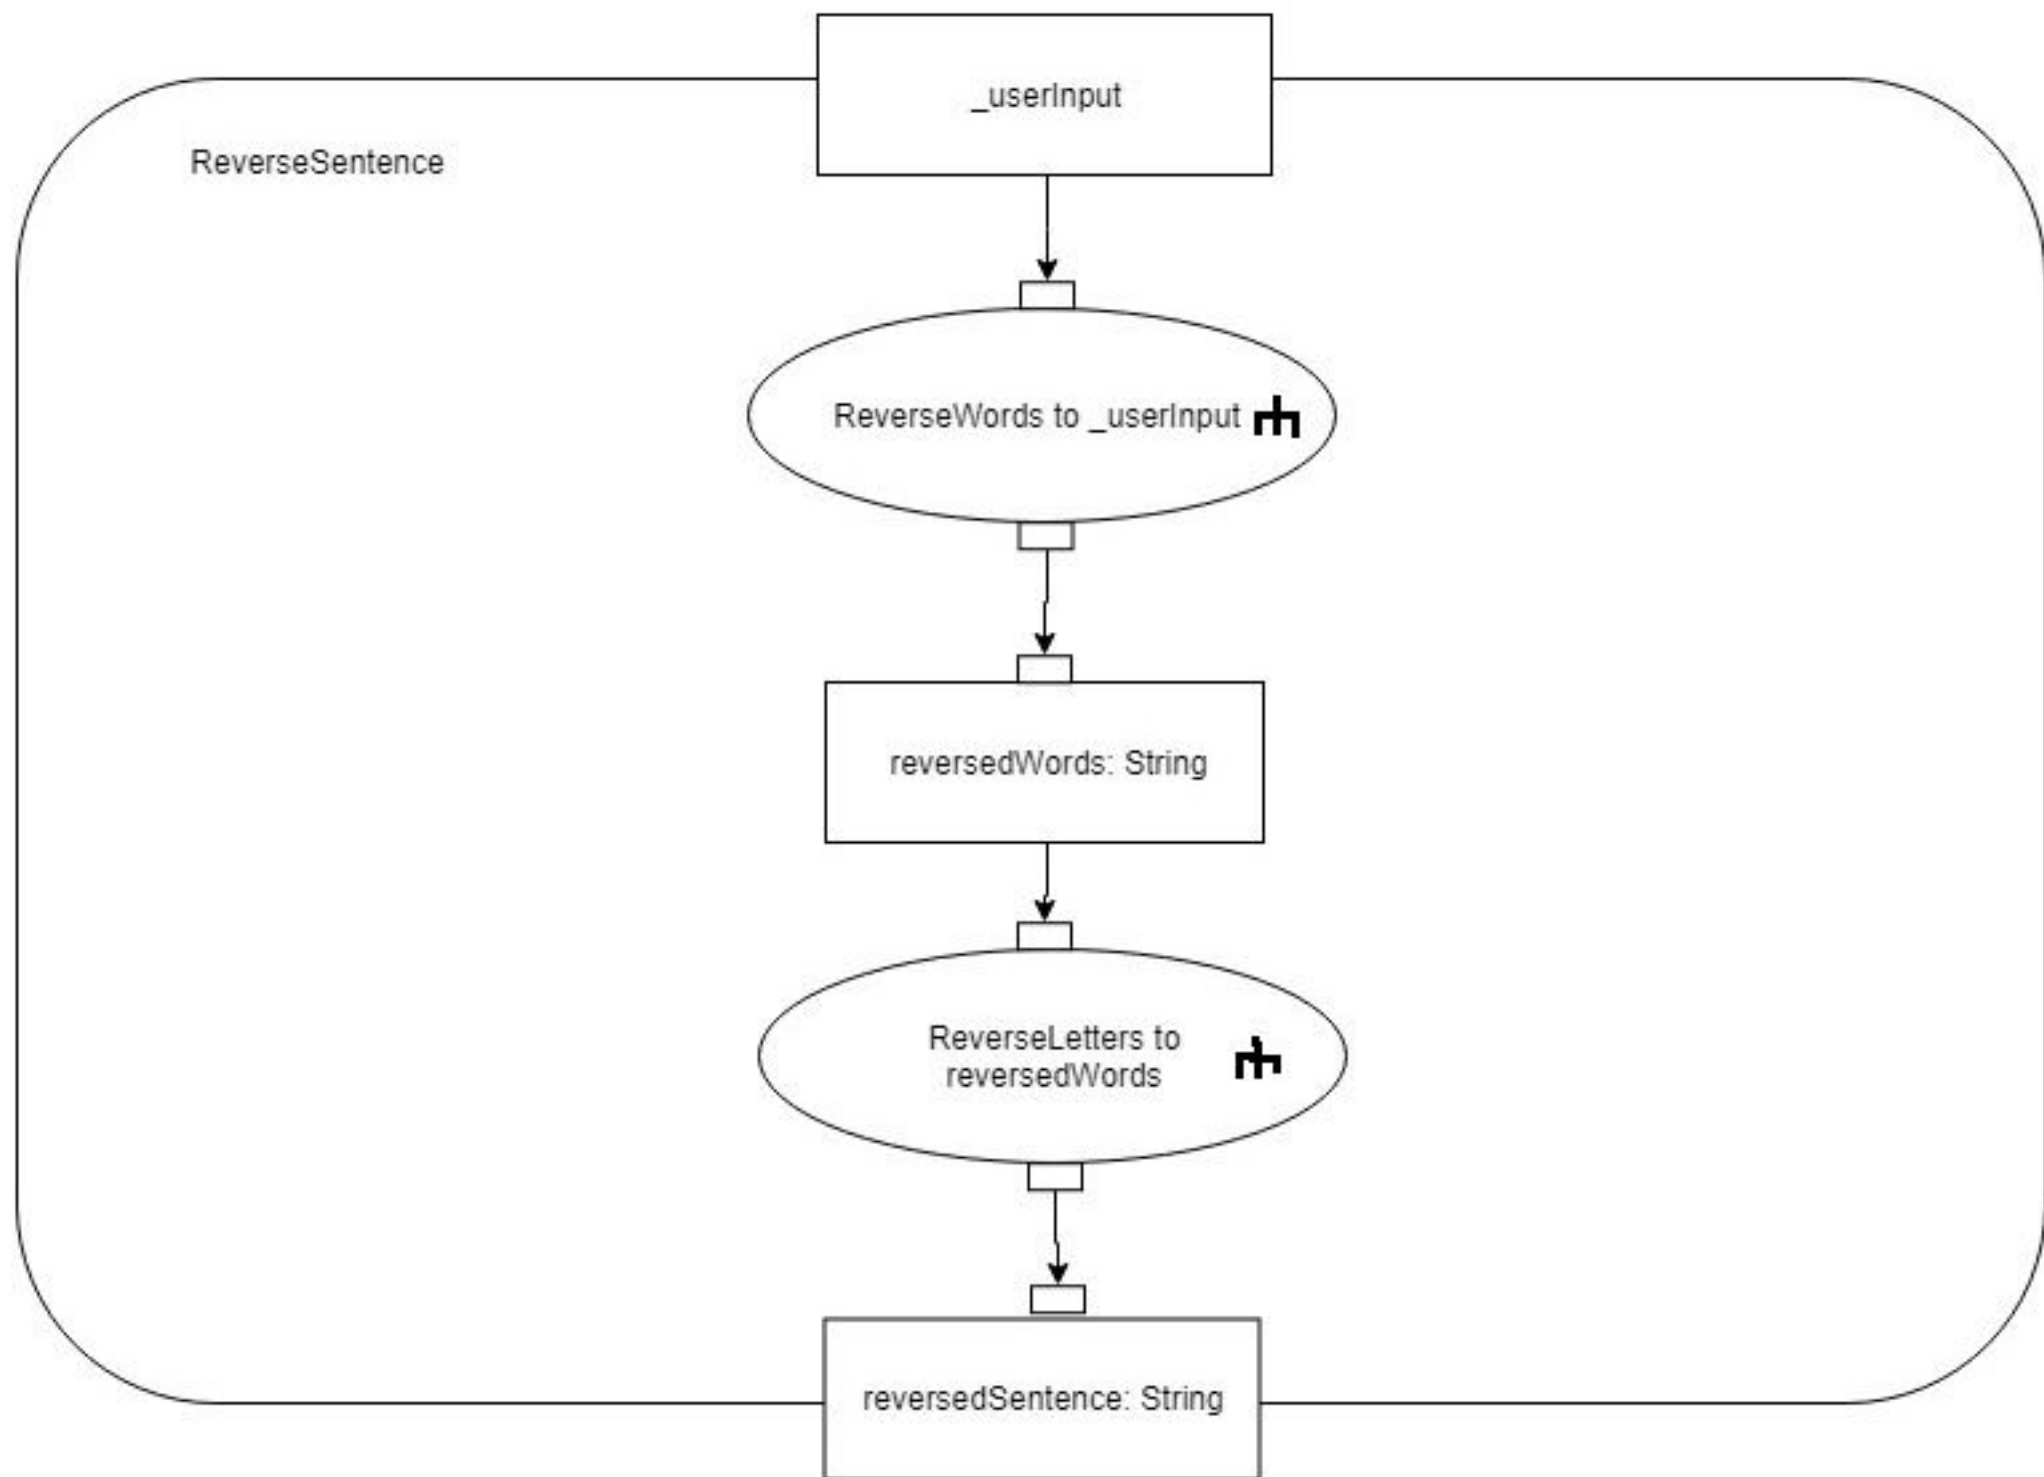 _userInput
ReverseSentence
ReverseWords to _userInput
reversedWords: String
ReverseLetters to
reversedWords
reversedSentence: String